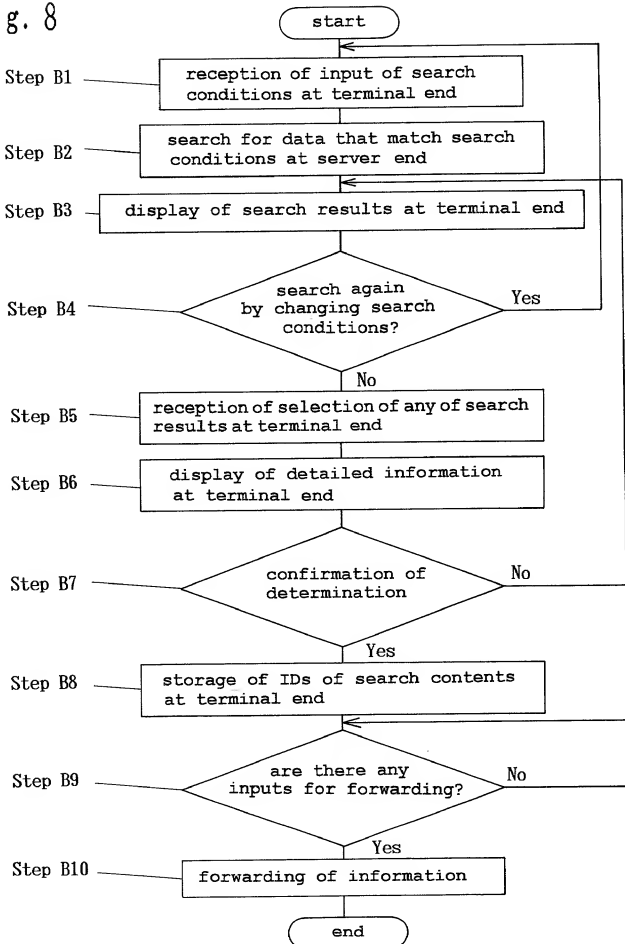 g. 8
start
Step B1
reception of input of search
conditions at terminal end
Step B2
search for data that match search
conditions at server end
Step B3
display of search results at terminal end
Step B4
search again
by changing search
conditions?
Yes
No
Step B5
reception of selection of any of search
results at terminal end
Step B6
display of detailed information
at terminal end
Step B7
confirmation of
determination
No
Yes
Step B8
storage of IDs of search contents
at terminal end
Step B9
are there any
inputs for forwarding?
No
Yes
Step B10
forwarding of information
end